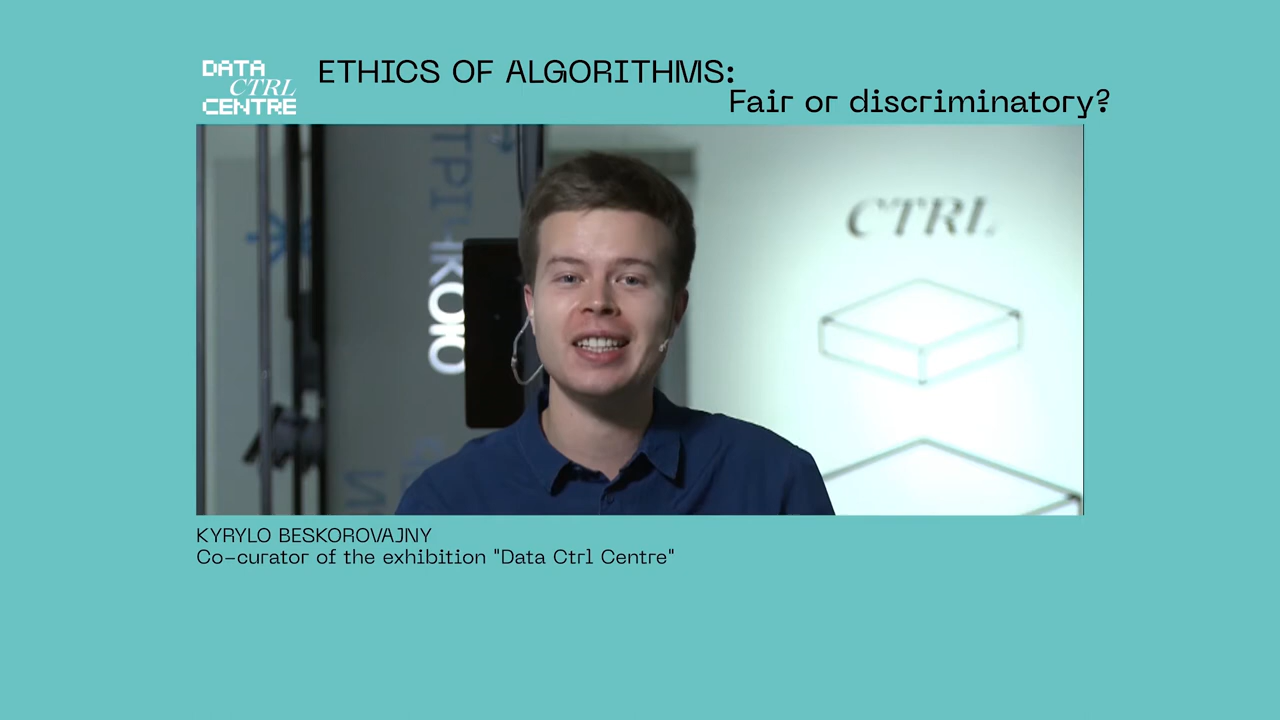 DATA
CTRL
CENTRE
ETHICS OF ALGORITHMS:
Fair or discriminatory?
CTRL
KYRYLO BESKOROVAJNY
Co-curator of the exhibition "Data Ctrl Centre"